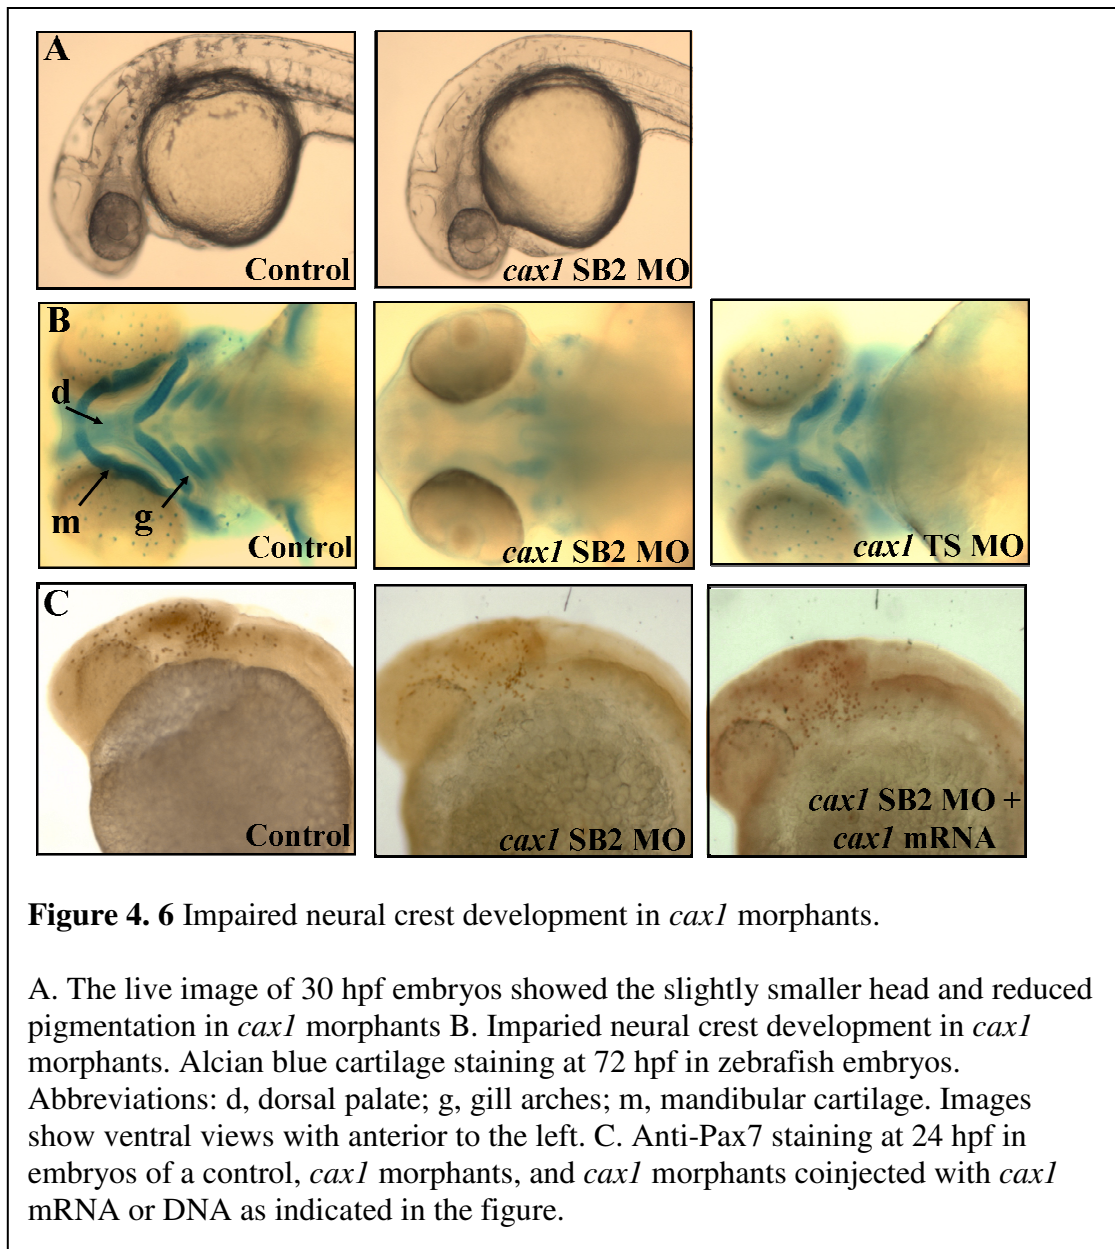 A
Control
cax1 SB2 MO
B
d
m
g
Control
cax1 SB2 MO
cax1 TS MO
C
Control
cax1 SB2 MO
cax1 SB2 MO +
cax1 mRNA
Figure 4. 6 Impaired neural crest development in cax1 morphants.
A. The live image of 30 hpf embryos showed the slightly smaller head and reduced
pigmentation in cax1 morphants B. Imparied neural crest development in cax1
morphants. Alcian blue cartilage staining at 72 hpf in zebrafish embryos.
Abbreviations: d, dorsal palate; g, gill arches; m, mandibular cartilage. Images
show ventral views with anterior to the left. C. Anti-Pax7 staining at 24 hpf in
embryos of a control, cax1 morphants, and cax1 morphants coinjected with cax1
mRNA or DNA as indicated in the figure.